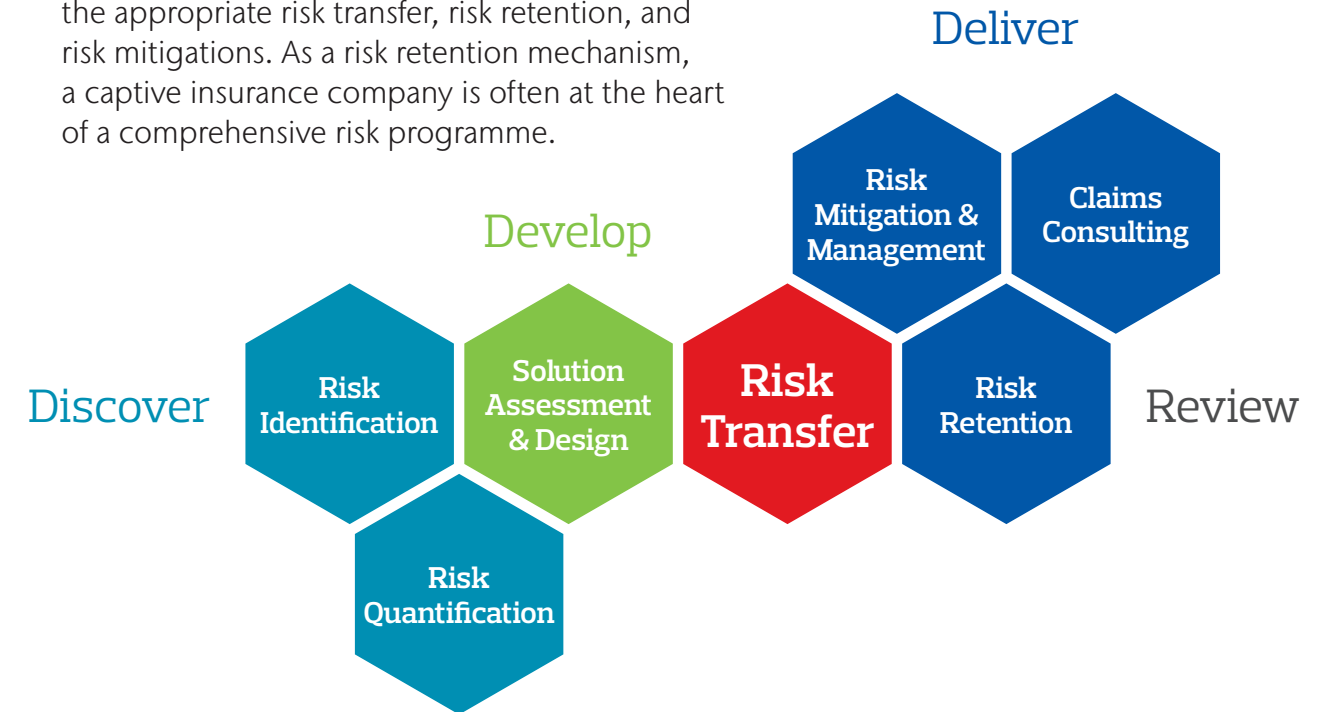 the appropriate risk transfer, risk retention, and
risk mitigations. As a risk retention mechanism,
a captive insurance company is often at the heart
of a comprehensive risk programme.
Deliver
Risk
Mitigation &
Management
Claims
Consulting
Develop
Discover
Risk
Identification
Solution
Assessment
& Design
Risk
Transfer
Risk
Retention
Review
Risk
Quantification